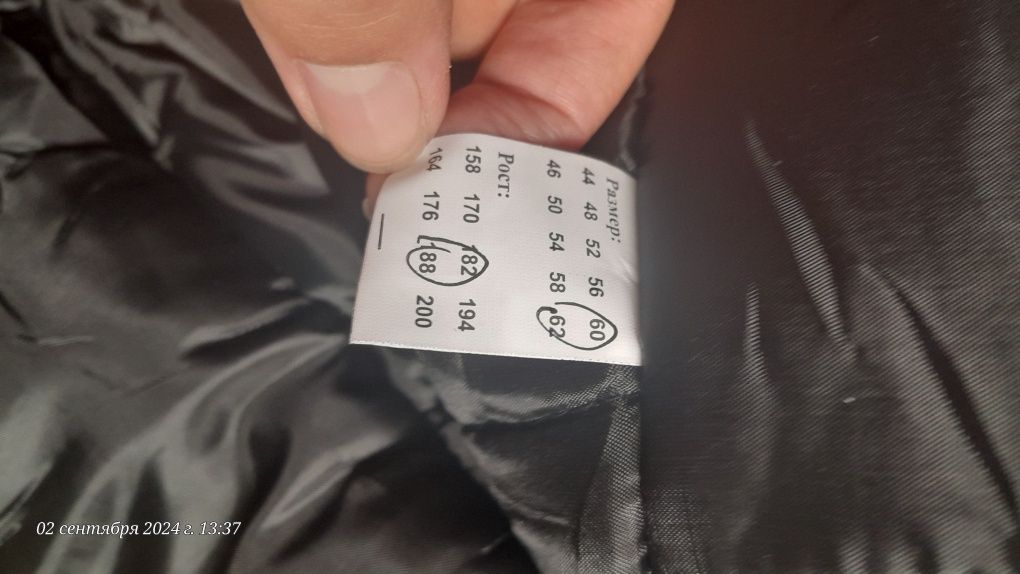 Размер:
44 48 52 56 60
46 50 54 58 62
Рост:
158 170 182 194
164 176 188 200
02 сентября 2024 г. 13:37